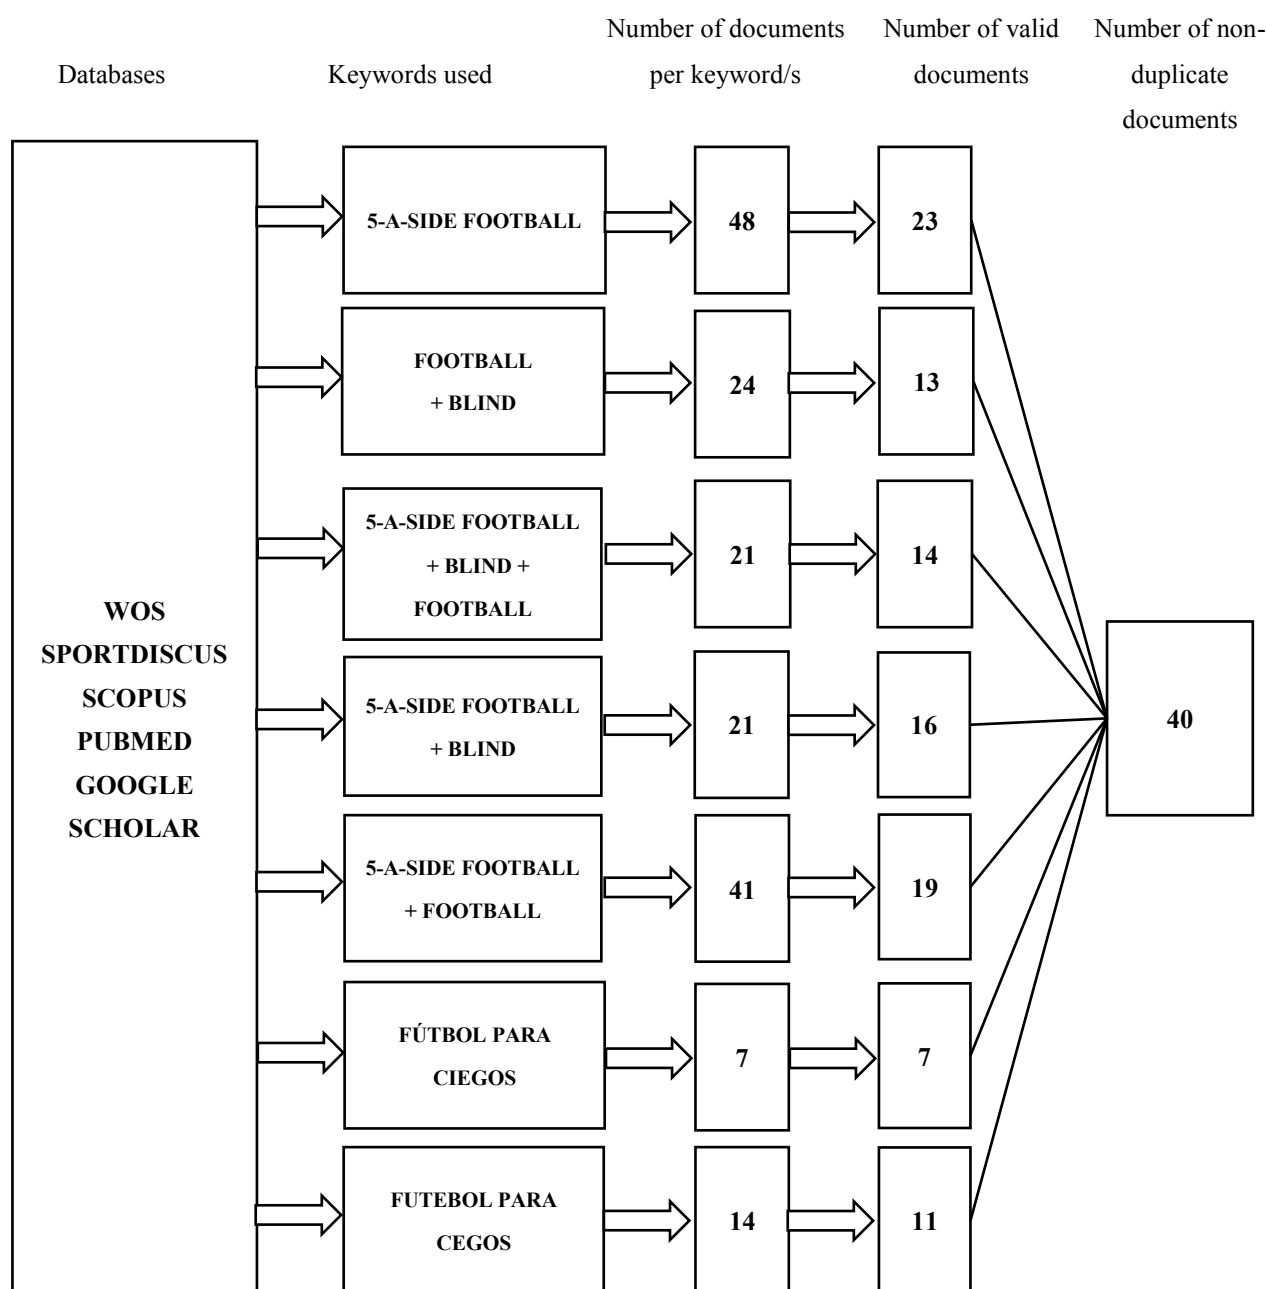 Databases
Keywords used
Number of documents
per keyword/s
Number of valid
documents
Number of non-
duplicate
documents
WOS
SPORTDISCUS
SCOPUS
PUBMED
GOOGLE
SCHOLAR
5-A-SIDE FOOTBALL
48
23
FOOTBALL
+ BLIND
24
13
5-A-SIDE FOOTBALL
+ BLIND +
FOOTBALL
21
14
5-A-SIDE FOOTBALL
+ BLIND
21
16
5-A-SIDE FOOTBALL
+ FOOTBALL
41
19
FÚTBOL PARA
CIEGOS
7
7
FUTEBOL PARA
CEGOS
14
11
40